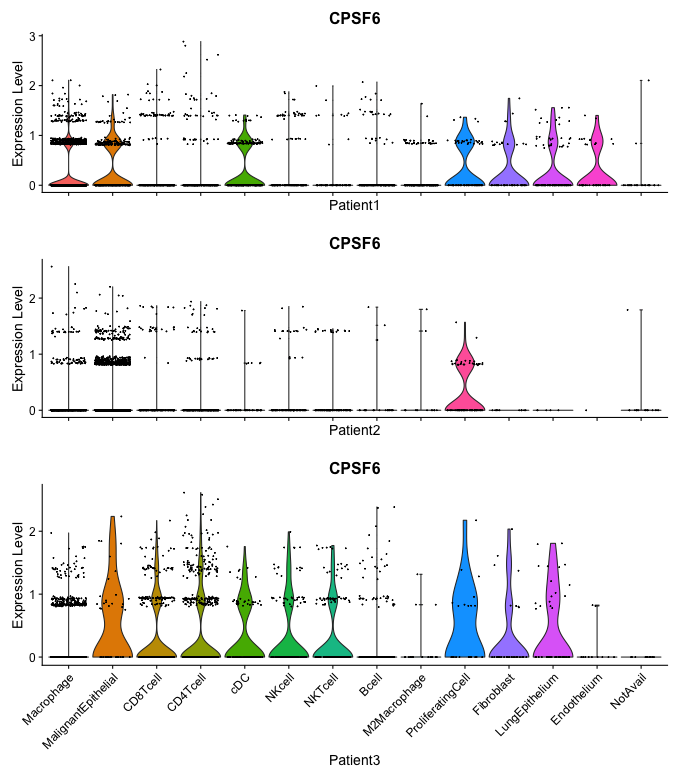 CPSF6
Expression Level
3
2
1
0
Patient1
CPSF6
Expression Level
2
1
0
Patient2
CPSF6
Expression Level
2
1
0
Macrophage
MalignantEpithelial
CD8Tcell
CD4Tcell
cDC
NKcell
NKTcell
Bcell
M2Macrophage
ProliferatingCell
Fibroblast
LungEpithelium
Endothelium
NotAvail
Patient3